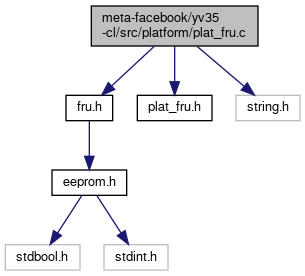 meta-facebook/yv35
-cl/src/platform/plat_fru.c
fru.h
plat_fru.h
string.h
eeprom.h
stdbool.h
stdint.h